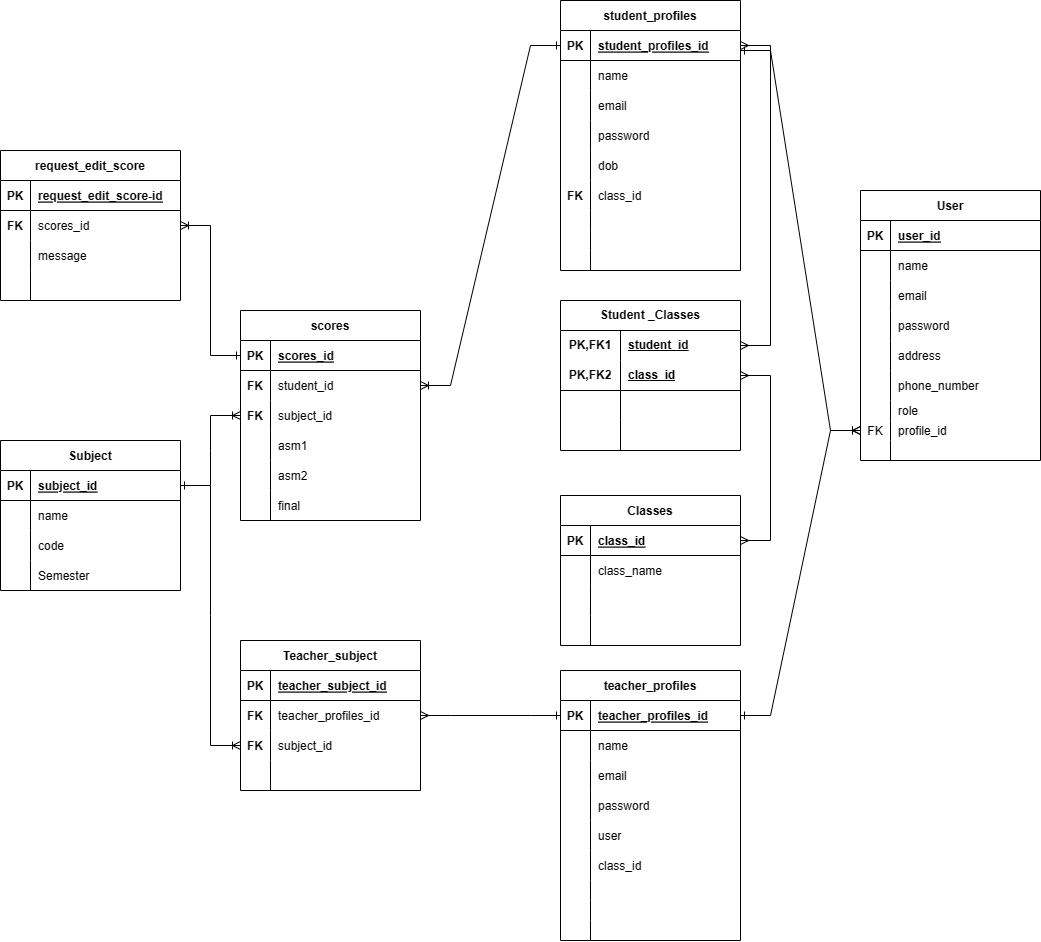 student_profiles
PK student_profiles_id
name
email
password
dob
FK class_id
request_edit_score
PK request_edit_score-id
FK scores_id
message
User
PK user_id
name
email
password
address
phone_number
role
FK profile_id
scores
PK scores_id
FK student_id
FK subject_id
asm1
asm2
final
Student _Classes
PK,FK1 student_id
PK,FK2 class_id
Subject
PK subject_id
name
code
Semester
Classes
PK class_id
class_name
Teacher_subject
PK teacher_subject_id
FK teacher_profiles_id
FK subject_id
teacher_profiles
PK teacher_profiles_id
name
email
password
user
class_id